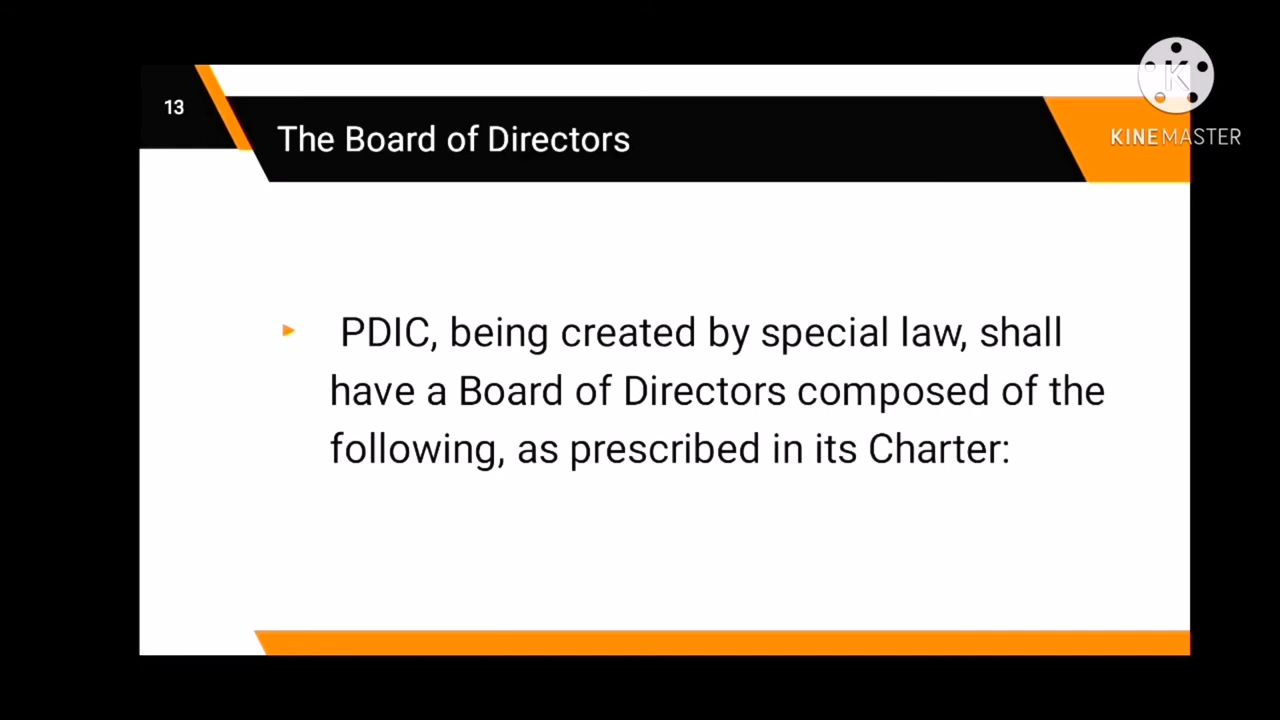 13
The Board of Directors
K
KINEMASTER
PDIC, being created by special law, shall
have a Board of Directors composed of the
following, as prescribed in its Charter: